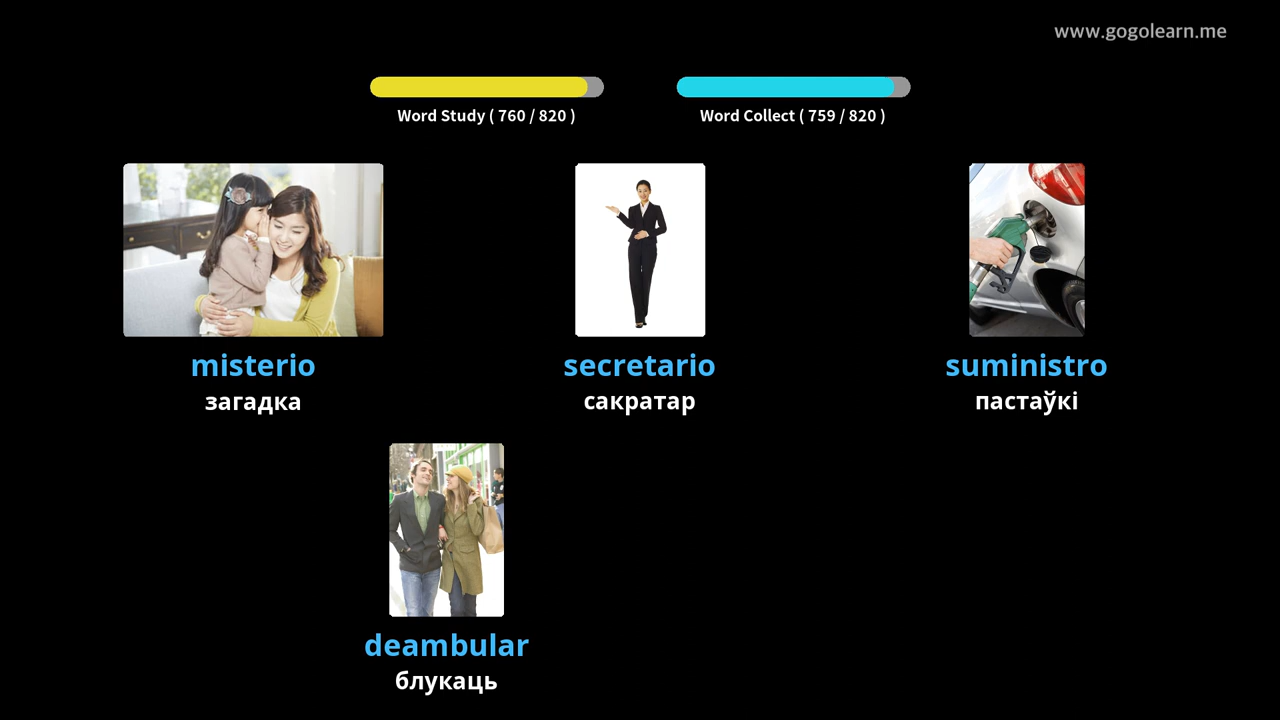 www.gogolearn.me
Word Study ( 760 / 820 )
Word Collect ( 759 / 820 )
misterio
загадка
secretario
сакратар
suministro
пастаўкі
deambular
блукаць